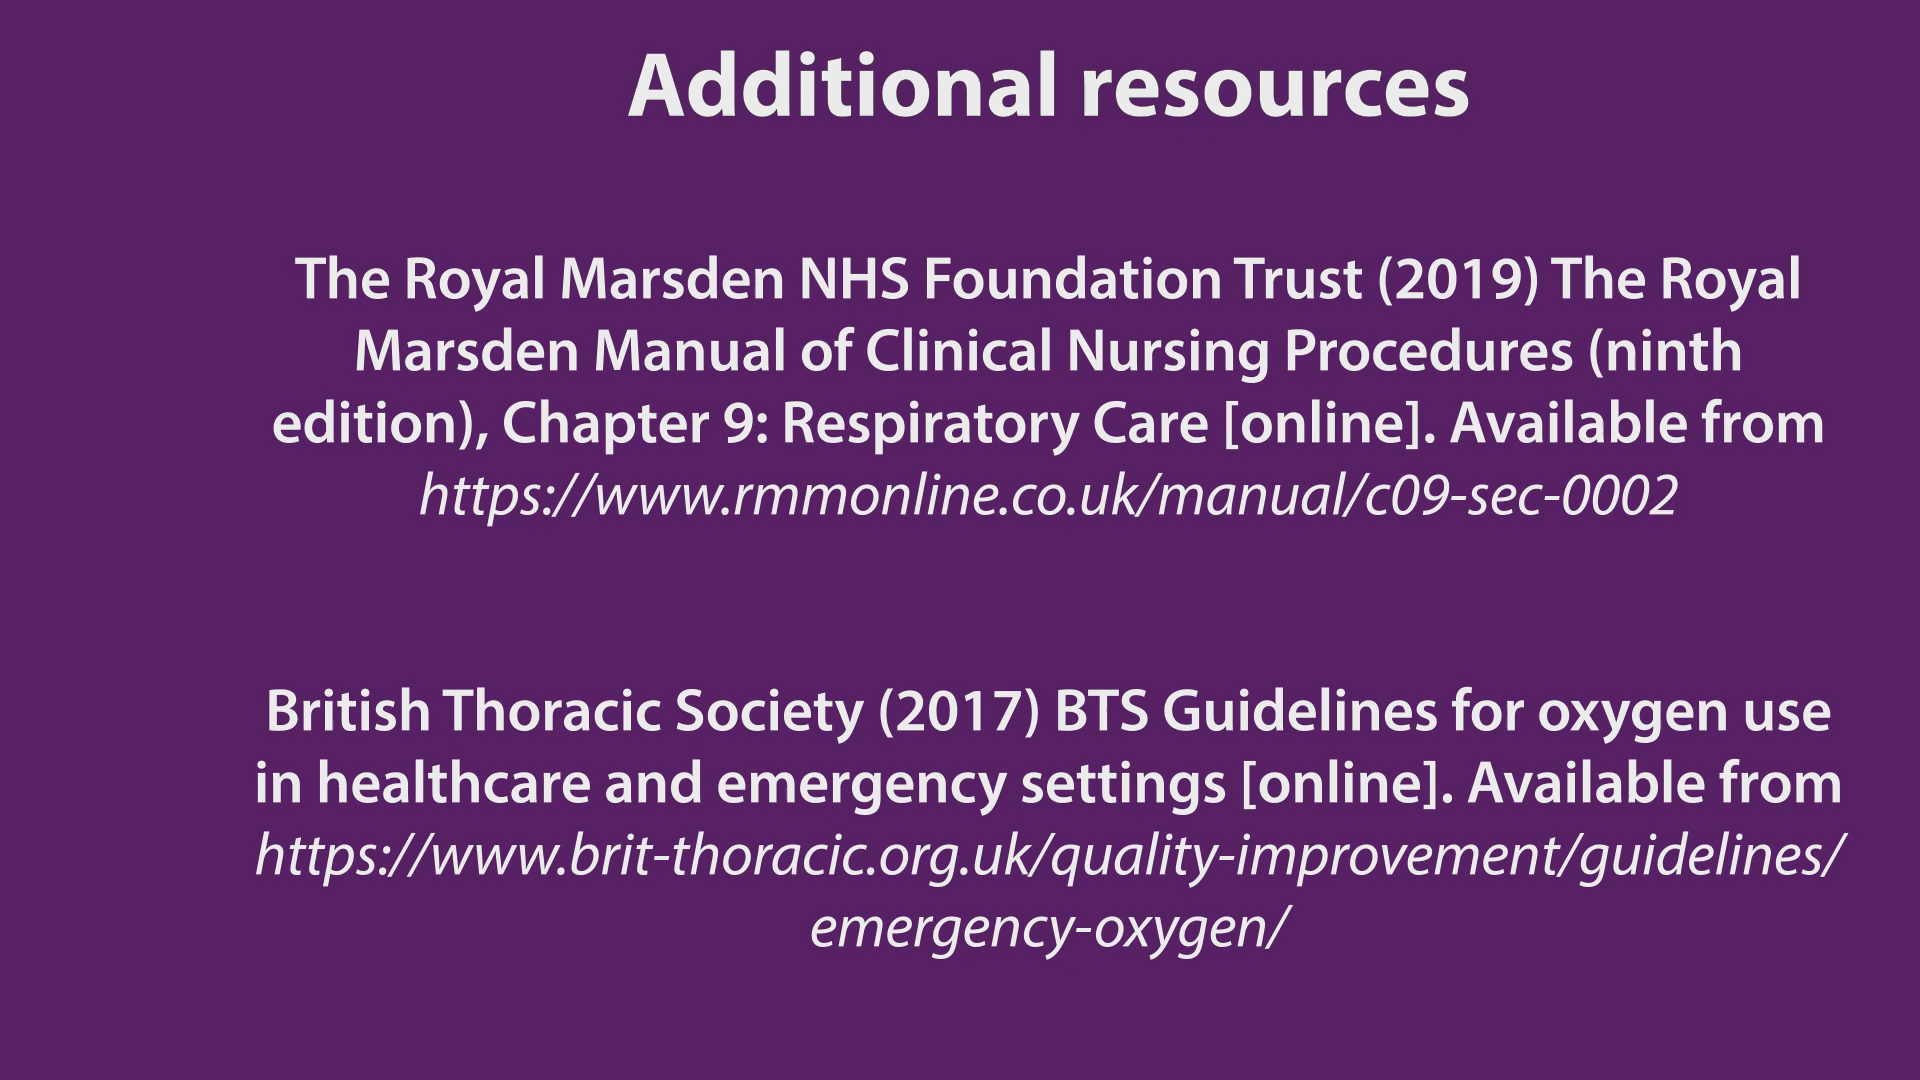 Additional resources
The Royal Marsden NHS Foundation Trust (2019) The Royal
Marsden Manual of Clinical Nursing Procedures (ninth
edition), Chapter 9: Respiratory Care [online]. Available from
https://www.rmmonline.co.uk/manual/c09-sec-0002
British Thoracic Society (2017) BTS Guidelines for oxygen use
in healthcare and emergency settings [online]. Available from
https://www.brit-thoracic.org.uk/quality-improvement/guidelines/
emergency-oxygen/